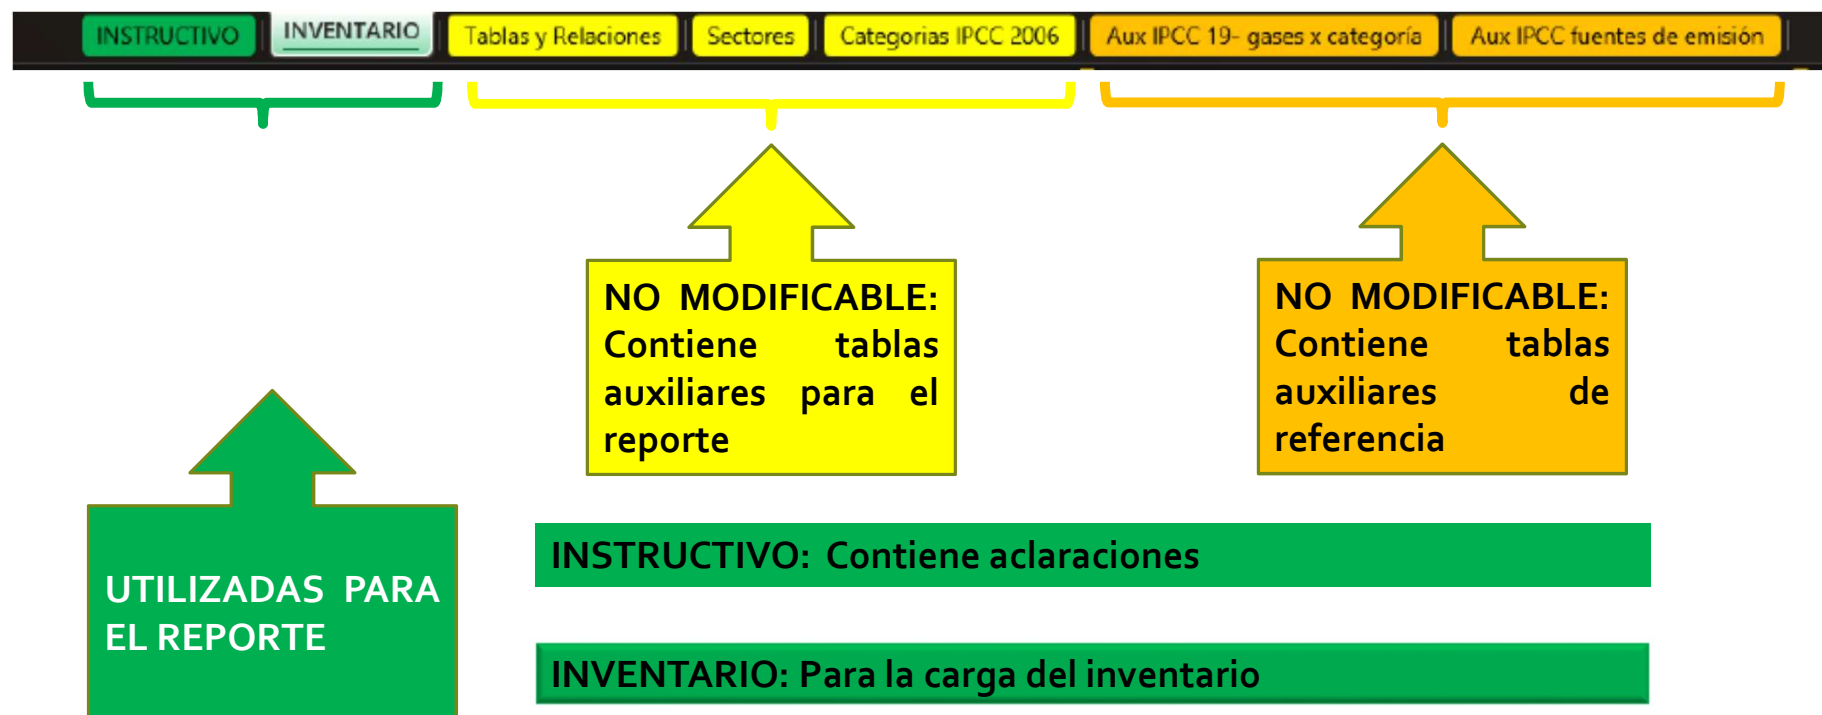 INSTRUCTIVO INVENTARIO Tablas y Relaciones Sectores Categorias IPCC 2006 Aux IPCC 19- gases x categoría Aux IPCC fuentes de emisión
NO MODIFICABLE:
Contiene tablas
auxiliares para el
reporte
NO MODIFICABLE:
Contiene tablas
auxiliares de
referencia
UTILIZADAS PARA
EL REPORTE
INSTRUCTIVO: Contiene aclaraciones
INVENTARIO: Para la carga del inventario